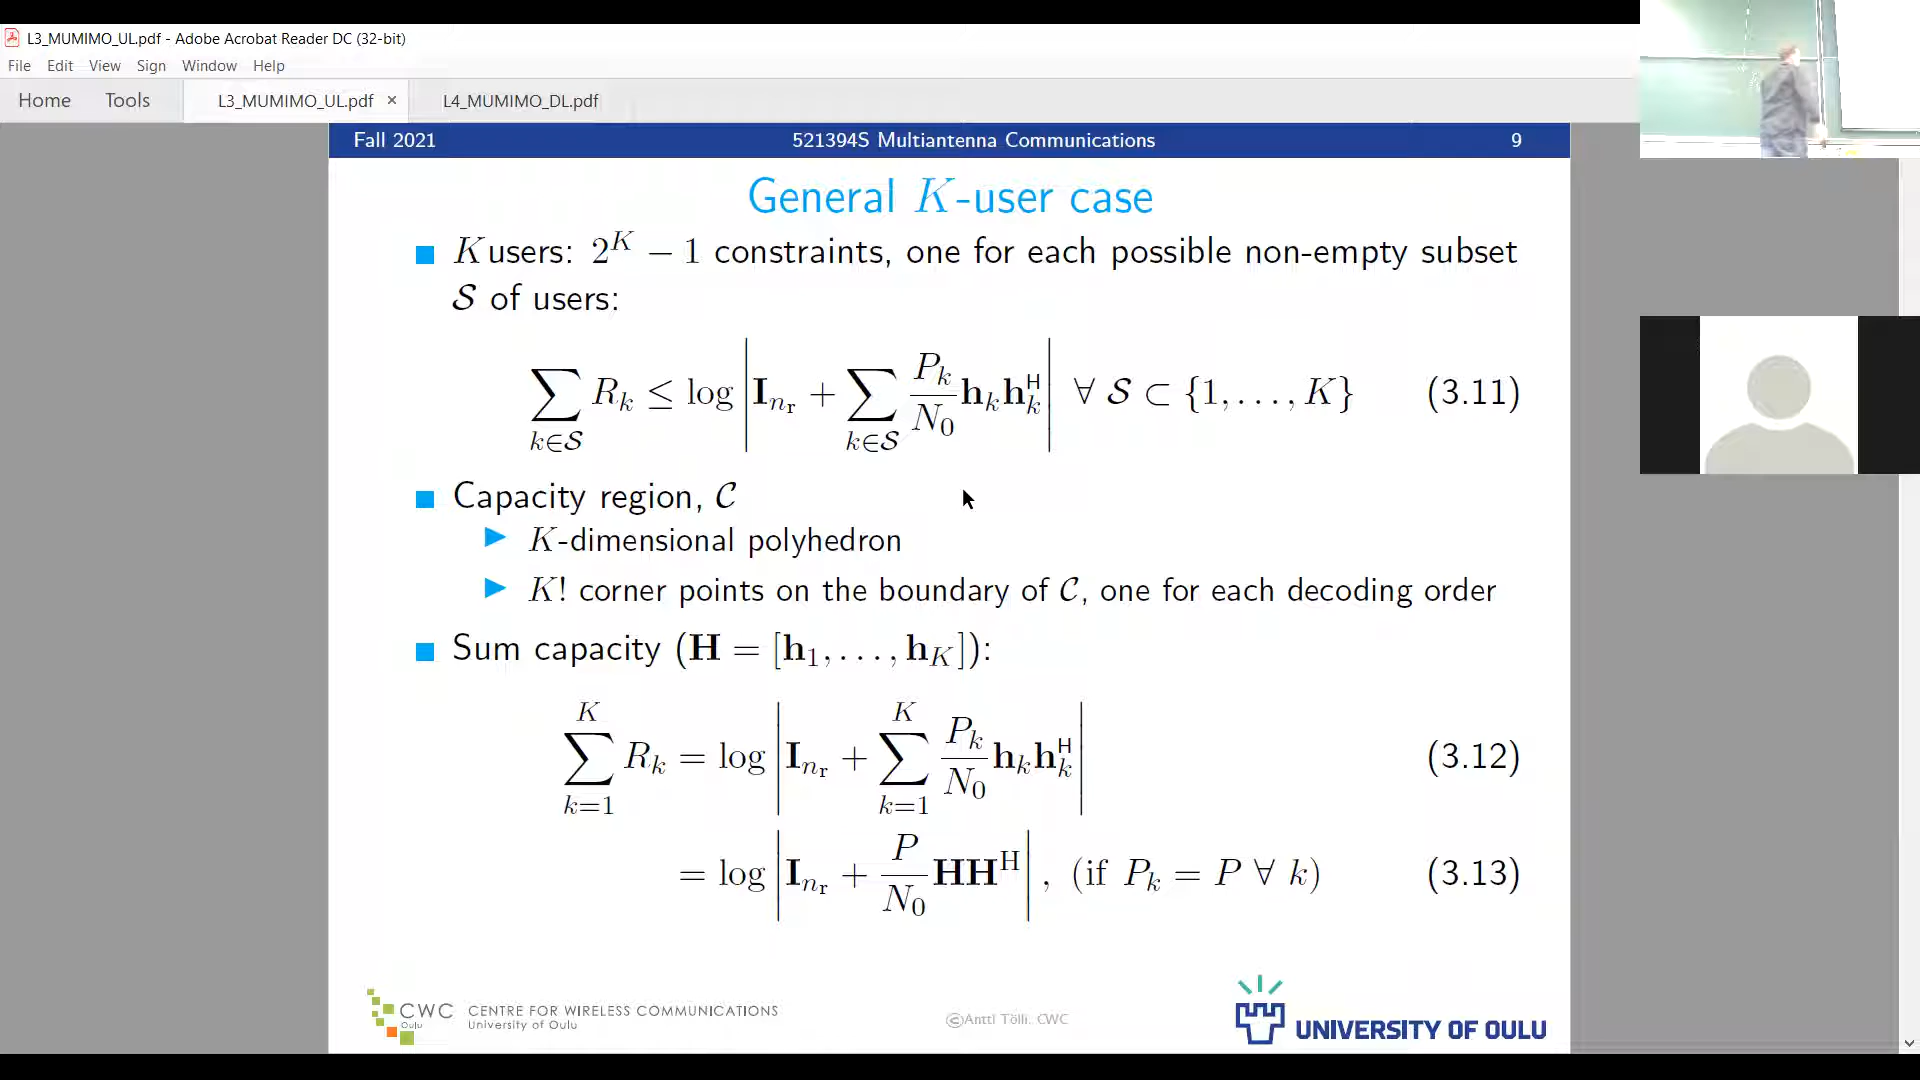 L3_MUMIMO_UL.pdf - Adobe Acrobat Reader DC (32-bit)
File Edit View Sign Window Help
Home Tools L3_MUMIMO_UL.pdf × L4_MUMIMO_DL.pdf
Fall 2021 521394S Multiantenna Communications 9
General K-user case
K users: 2^K − 1 constraints, one for each possible non-empty subset
𝒮 of users:
∑_{k∈𝒮} R_k ≤ log |I_{n_r} + ∑_{k∈𝒮} P_k/N_0 h_k h_k^H| ∀ 𝒮 ⊂ {1, . . . , K} (3.11)
Capacity region, 𝒞
K-dimensional polyhedron
K! corner points on the boundary of 𝒞, one for each decoding order
Sum capacity (H = [h_1, . . . , h_K]):
∑_{k=1}^{K} R_k = log |I_{n_r} + ∑_{k=1}^{K} P_k/N_0 h_k h_k^H| (3.12)
= log |I_{n_r} + P/N_0 HH^H| , (if P_k = P ∀ k) (3.13)
CWC CENTRE FOR WIRELESS COMMUNICATIONS
Oulu University of Oulu
©Antti Tölli, CWC
UNIVERSITY OF OULU